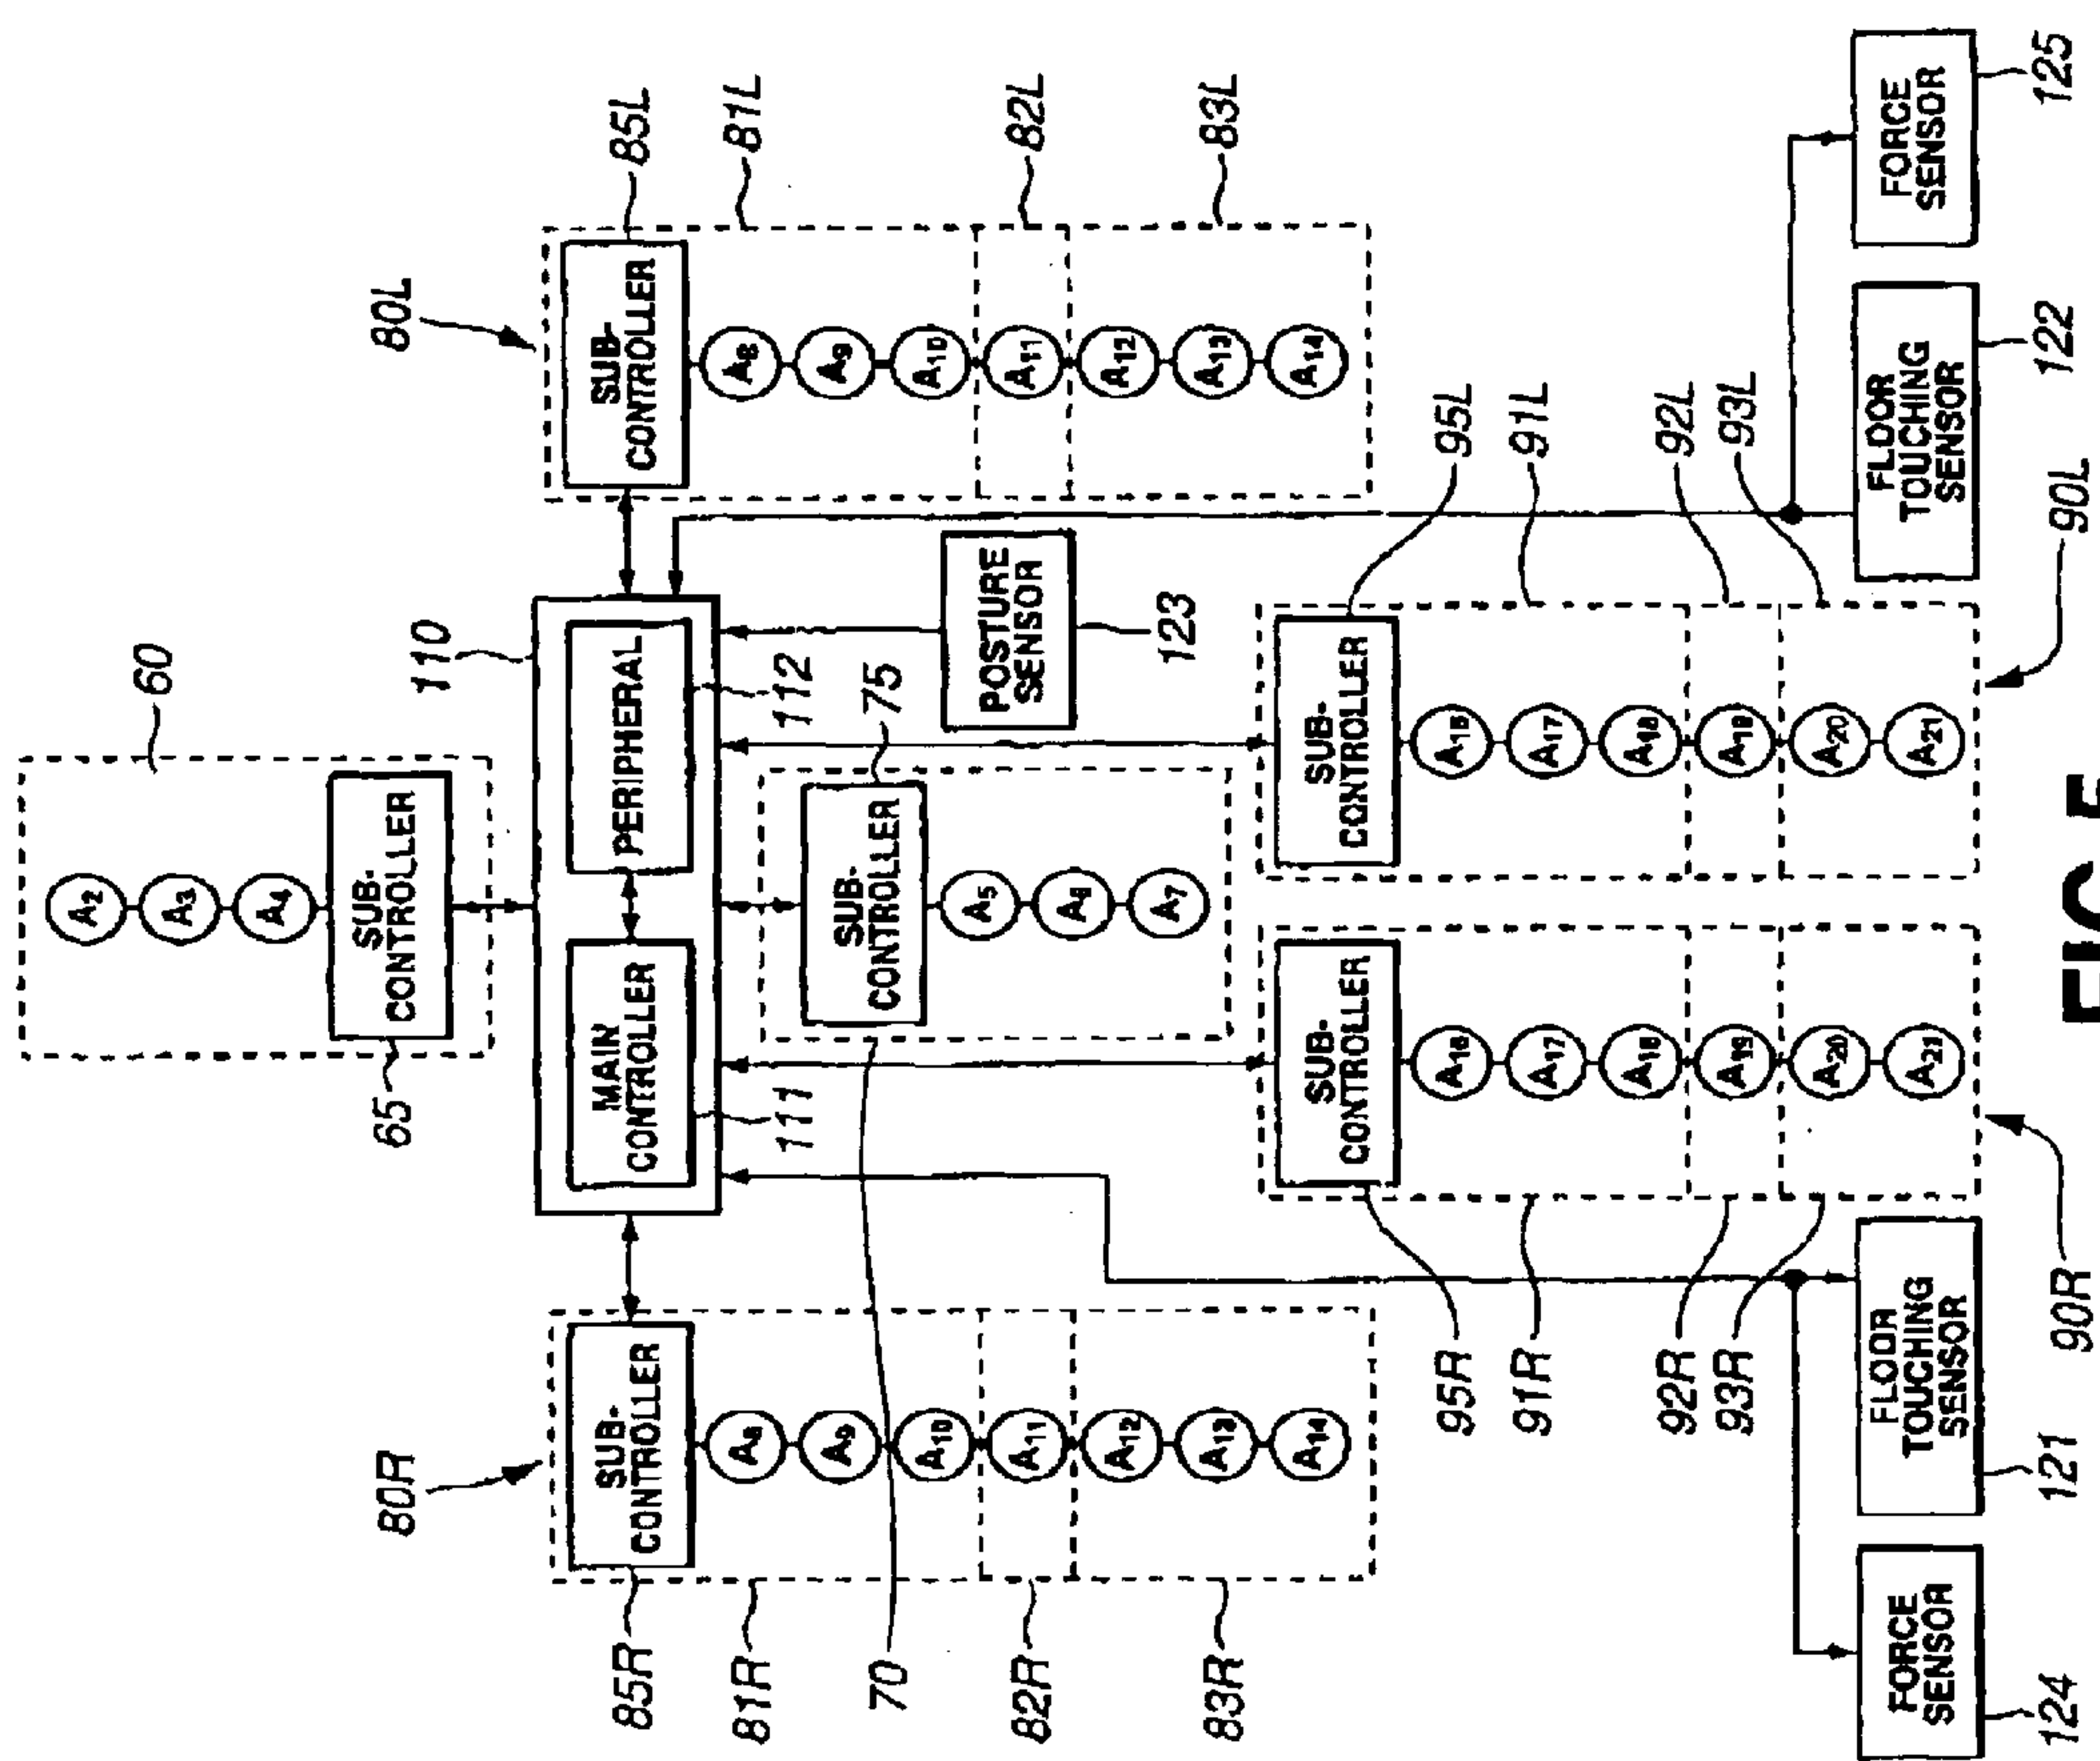 60
A2
A3
A4
SUB-
CONTROLLER
65
110
MAIN
CONTROLLER
PERIPHERAL
111
112
80R
SUB-
CONTROLLER
85R
A8
A9
A10
A11
A12
A13
A14
81R
82R
83R
80L
SUB-
CONTROLLER
85L
A8
A9
A10
A11
A12
A13
A14
81L
82L
83L
SUB-
CONTROLLER
75
A5
A6
A7
70
POSTURE
SENSOR
123
SUB-
CONTROLLER
95R
A16
A17
A18
A19
A20
A21
91R
92R
93R
90R
SUB-
CONTROLLER
95L
A16
A17
A18
A19
A20
A21
91L
92L
93L
90L
FORCE
SENSOR
124
FLOOR
TOUCHING
SENSOR
121
FLOOR
TOUCHING
SENSOR
122
FORCE
SENSOR
125